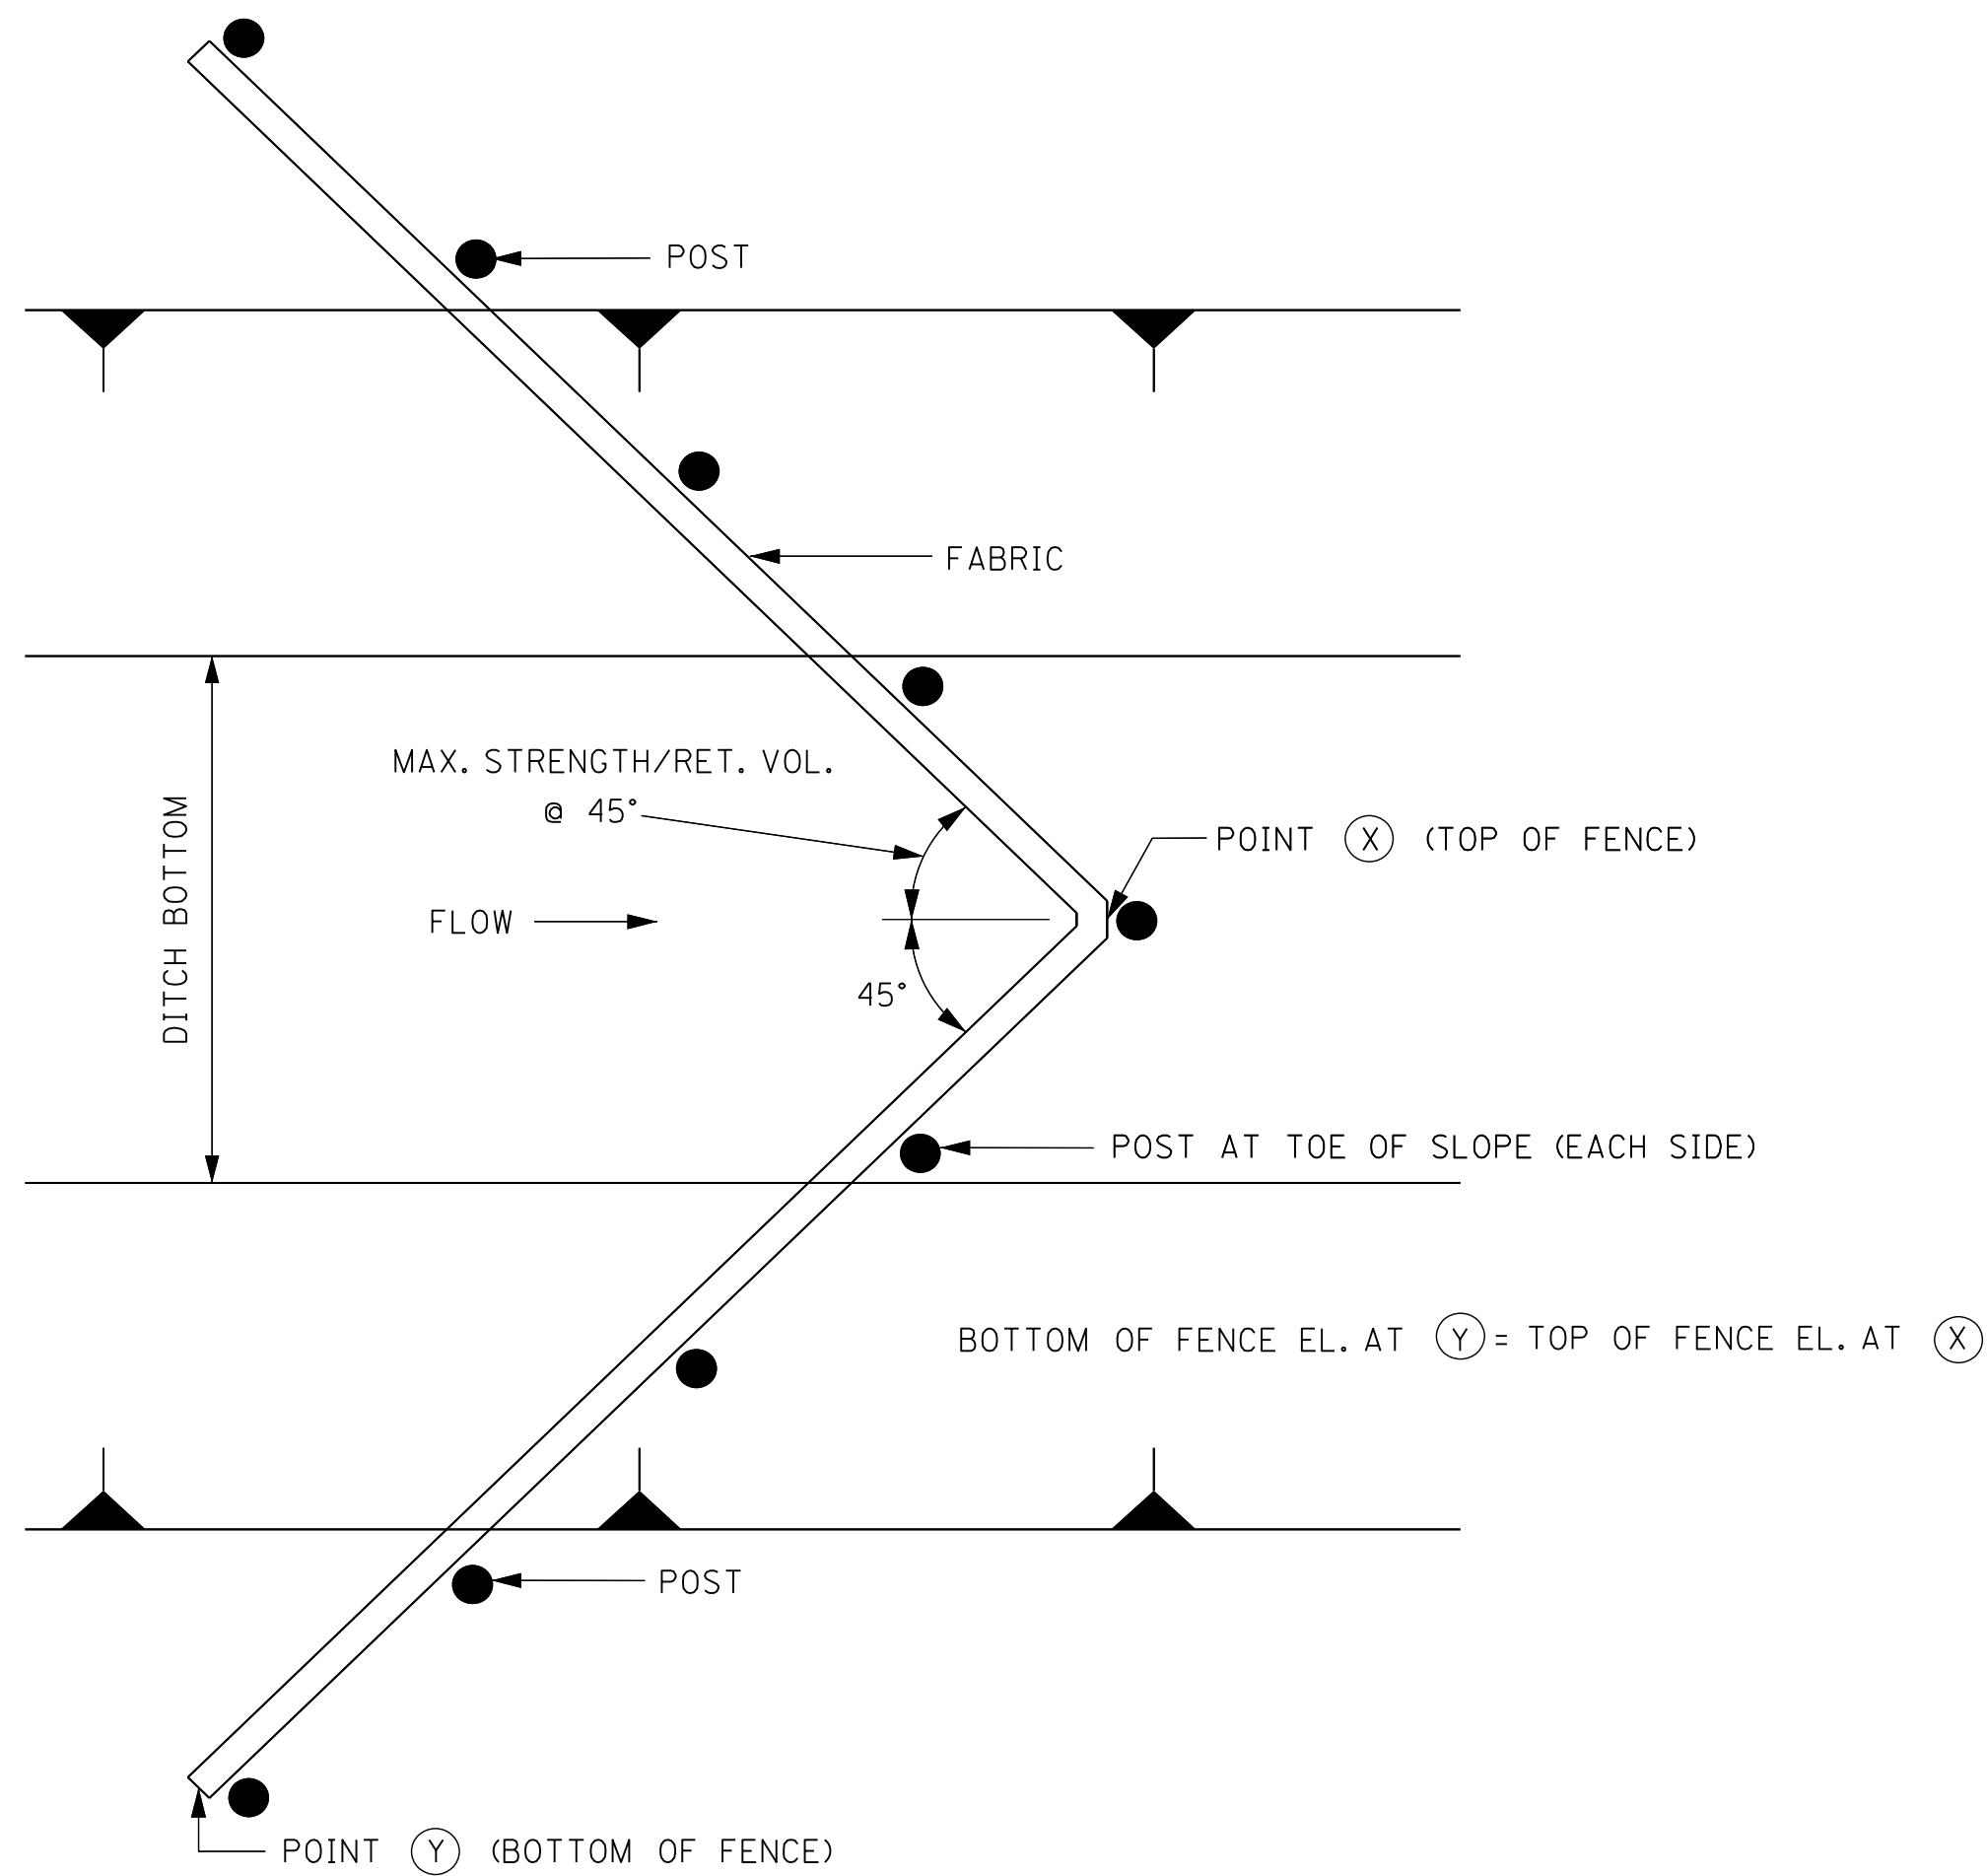 POST
FABRIC
MAX. STRENGTH/RET. VOL.
@ 45°
DITCH BOTTOM
POINT X (TOP OF FENCE)
FLOW
45°
POST AT TOE OF SLOPE (EACH SIDE)
BOTTOM OF FENCE EL. AT Y = TOP OF FENCE EL. AT X
POST
POINT Y (BOTTOM OF FENCE)